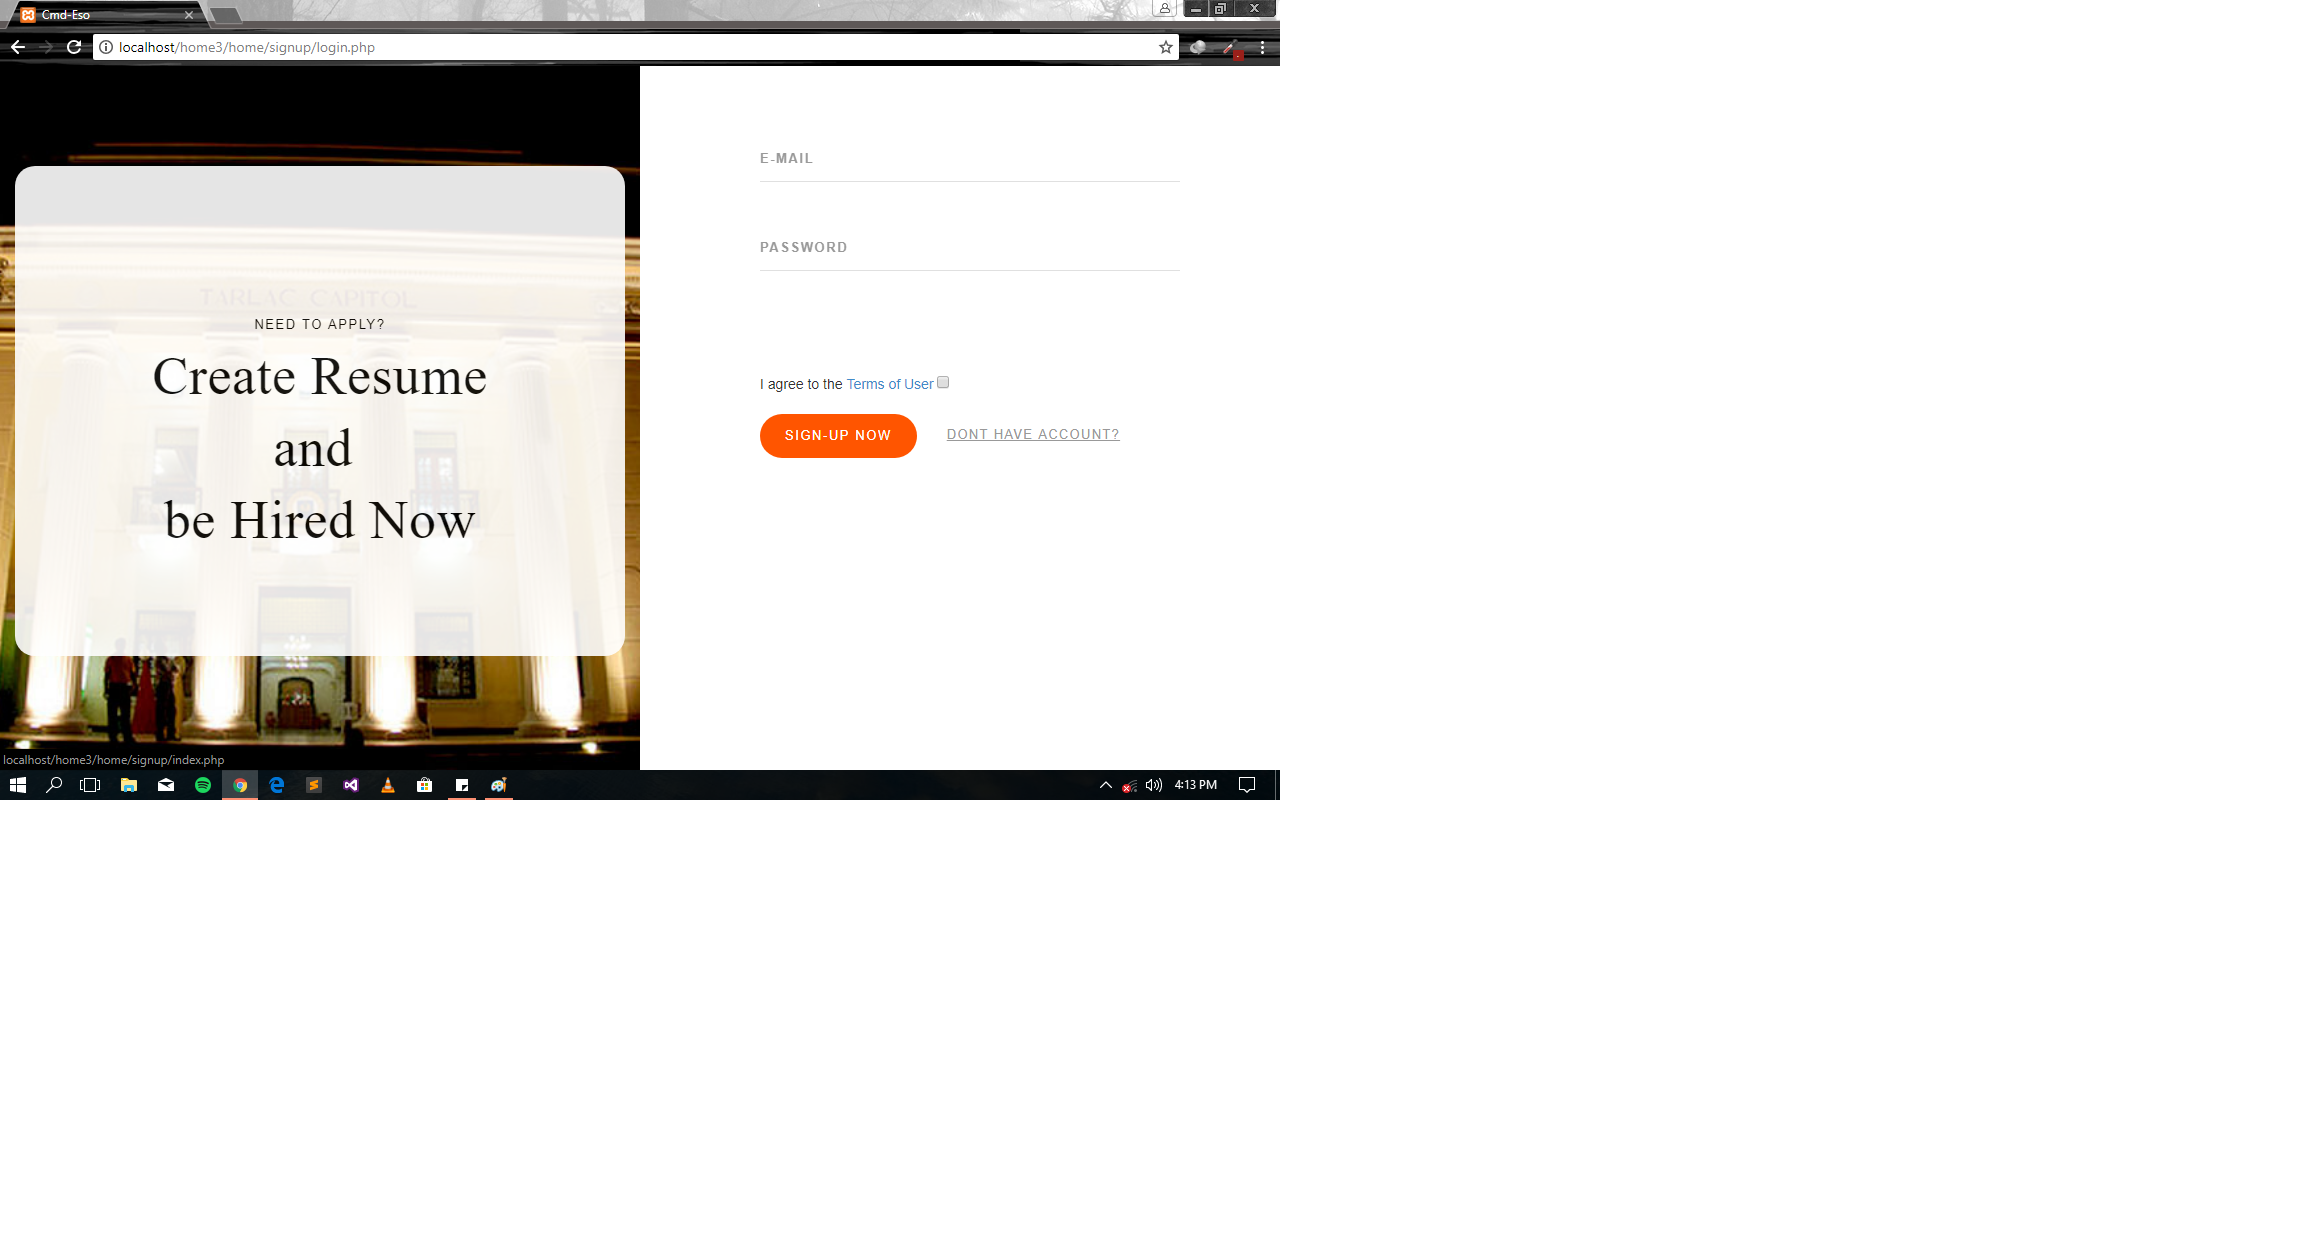 Cmd-Eso
localhost/home3/home/signup/login.php
TARLAC CAPITOL
NEED TO APPLY?
Create Resume
and
be Hired Now
E-MAIL
PASSWORD
I agree to the Terms of User
SIGN-UP NOW
DONT HAVE ACCOUNT?
localhost/home3/home/signup/index.php
4:13 PM